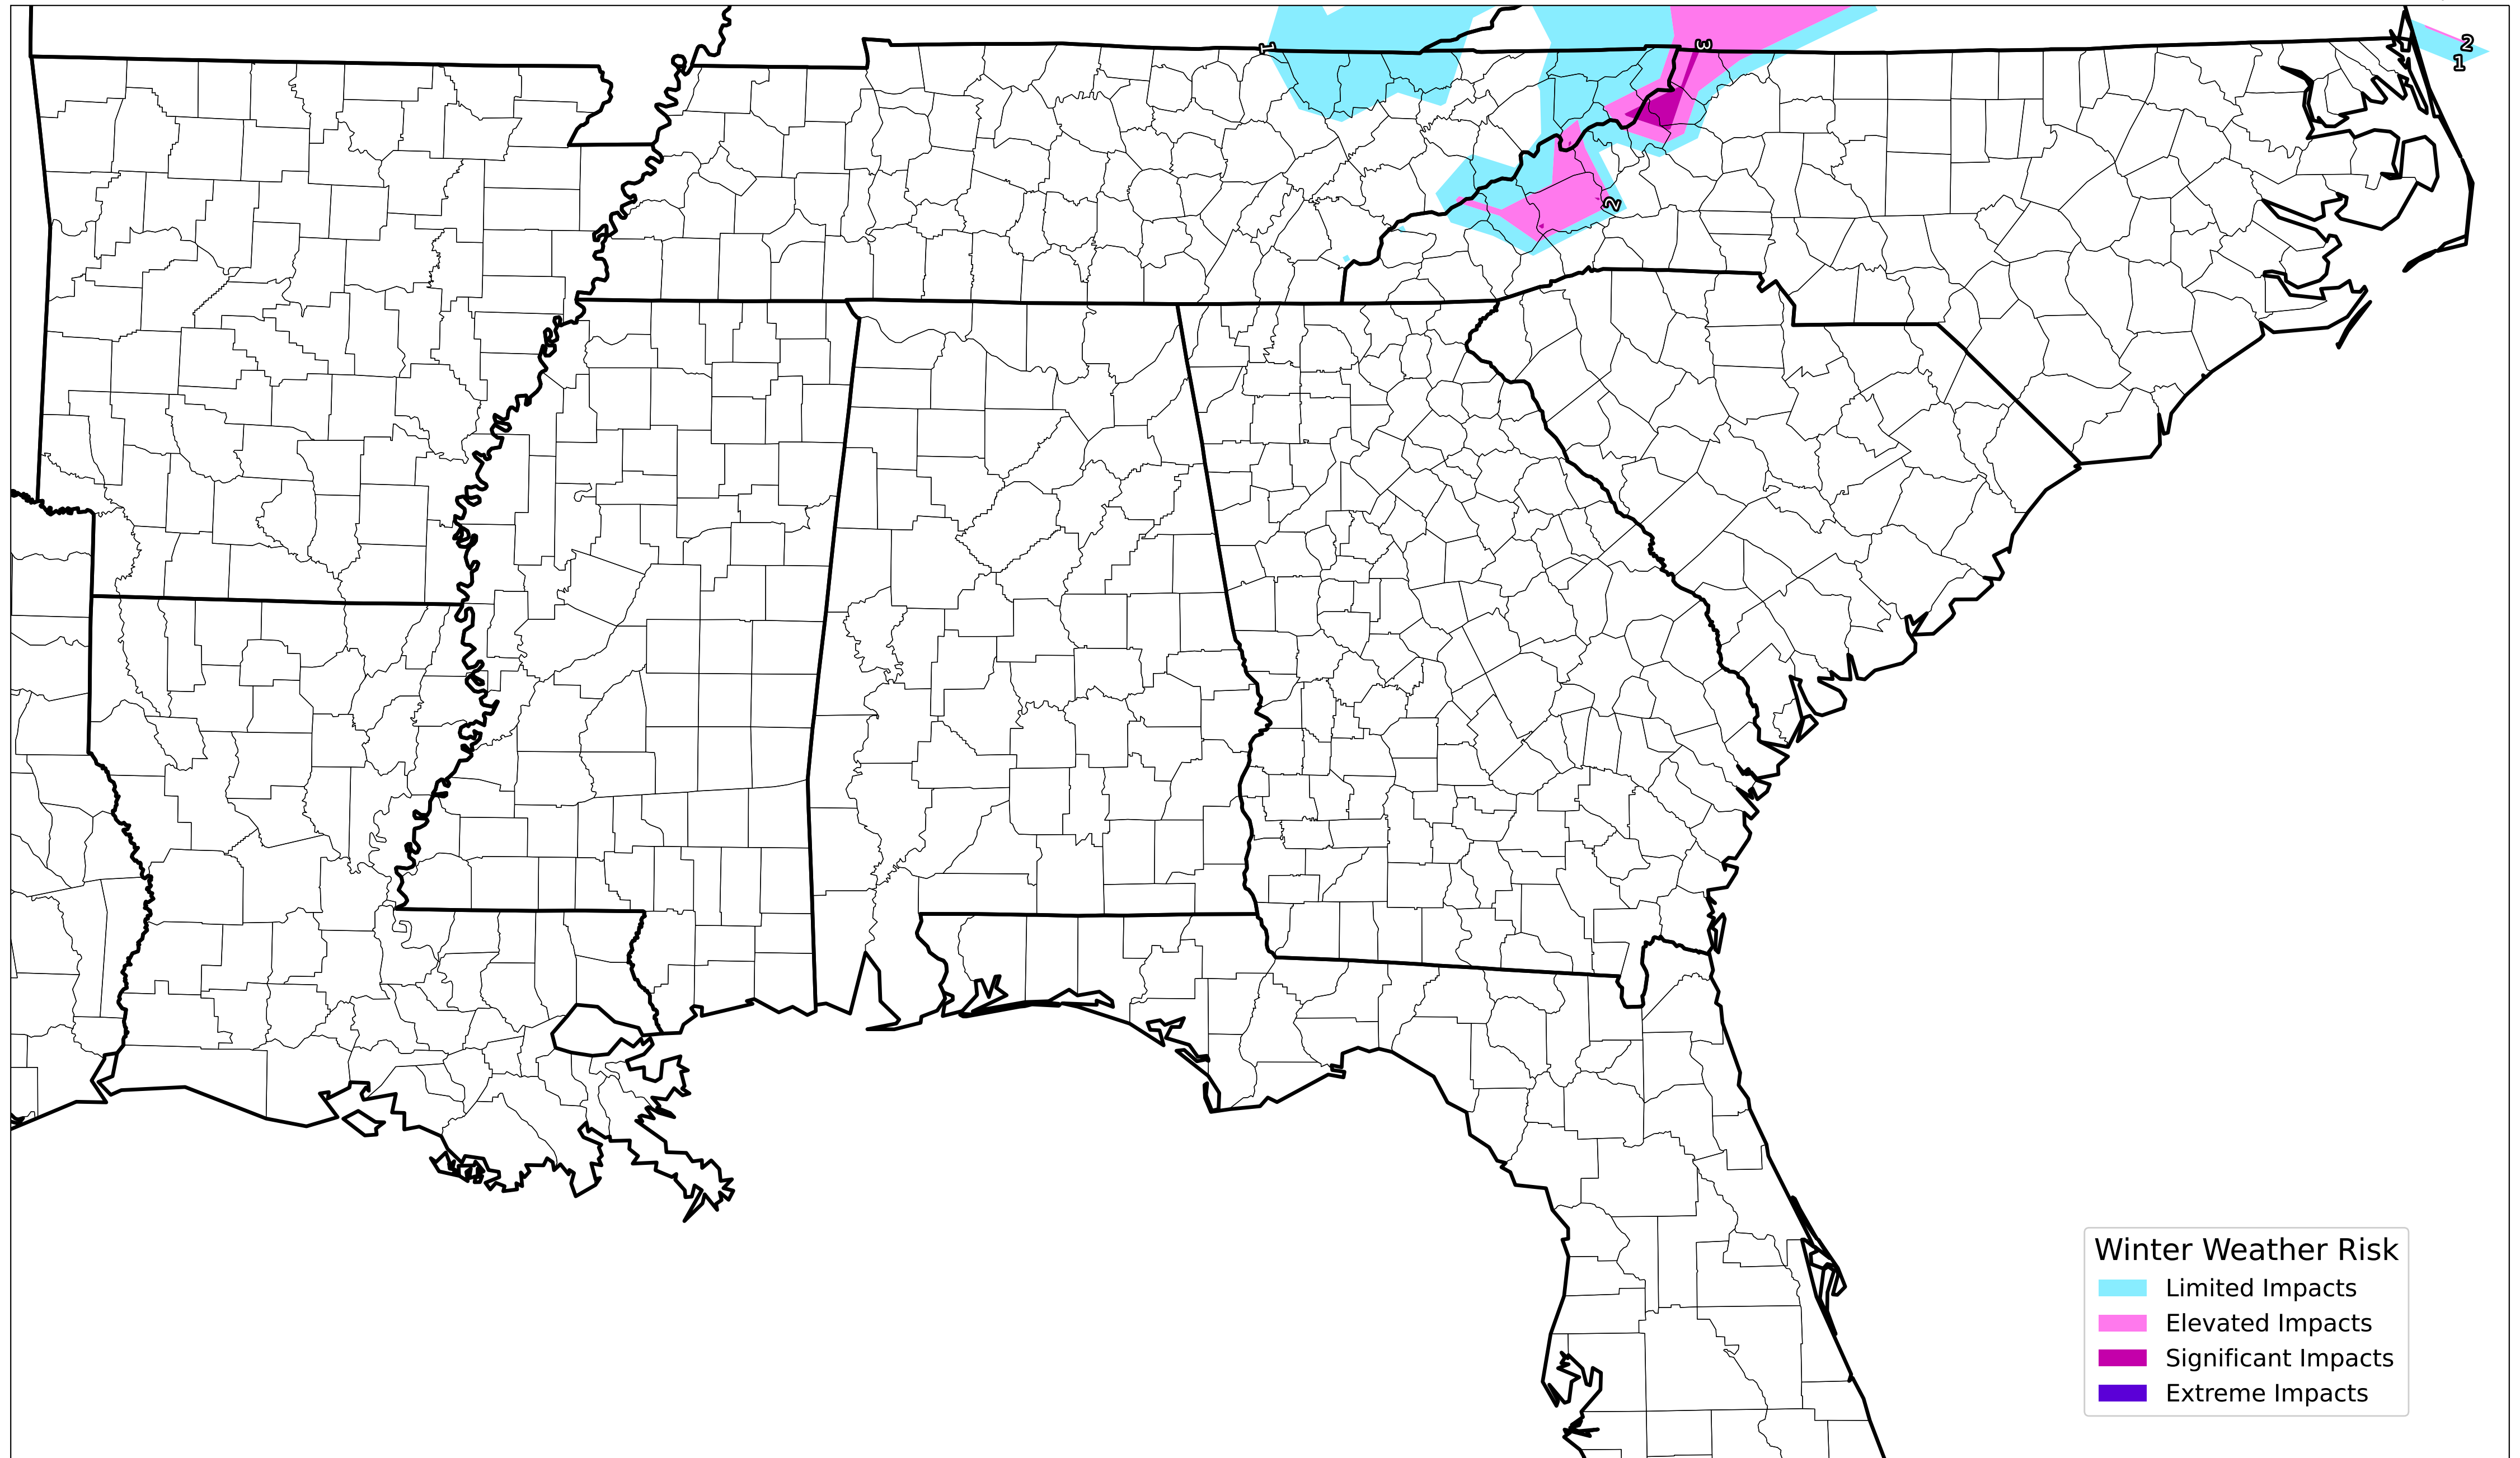 1
3
2
1
2
Winter Weather Risk
Limited Impacts
Elevated Impacts
Significant Impacts
Extreme Impacts